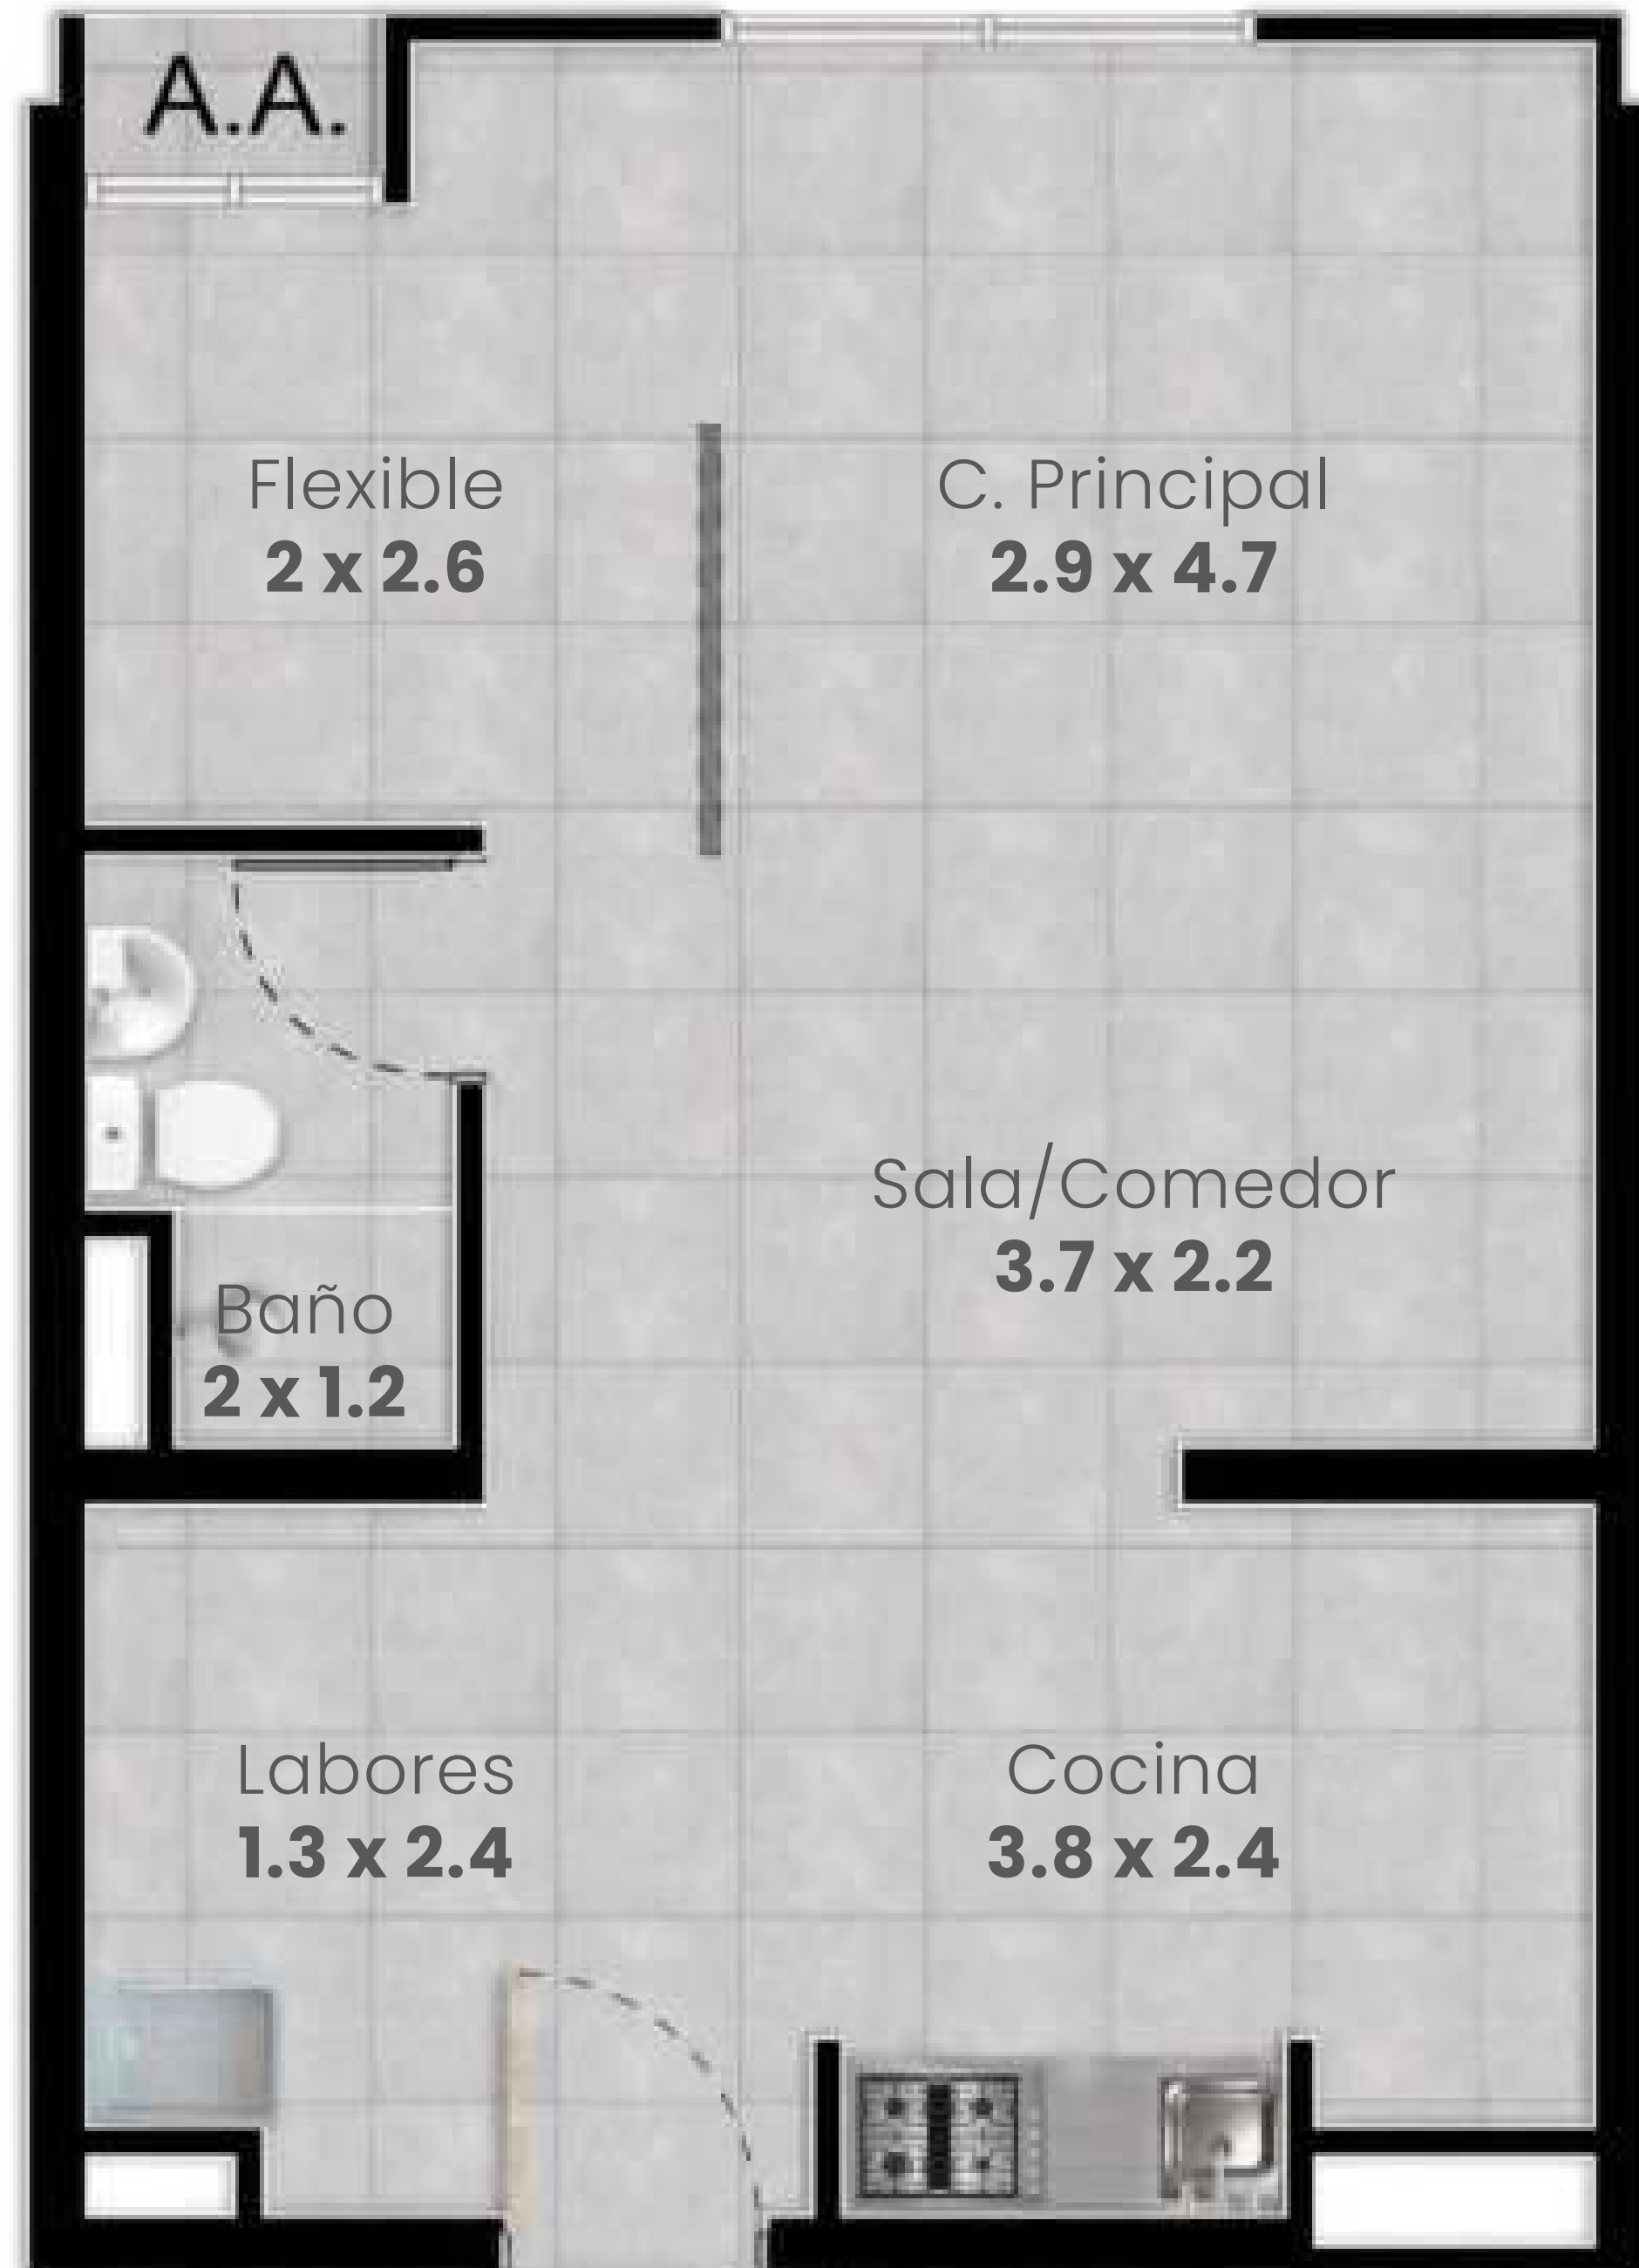 A.A.
Flexible
2 x 2.6
C. Principal
2.9 x 4.7
Sala/Comedor
3.7 x 2.2
Baño
2 x 1.2
Labores
1.3 x 2.4
Cocina
3.8 x 2.4